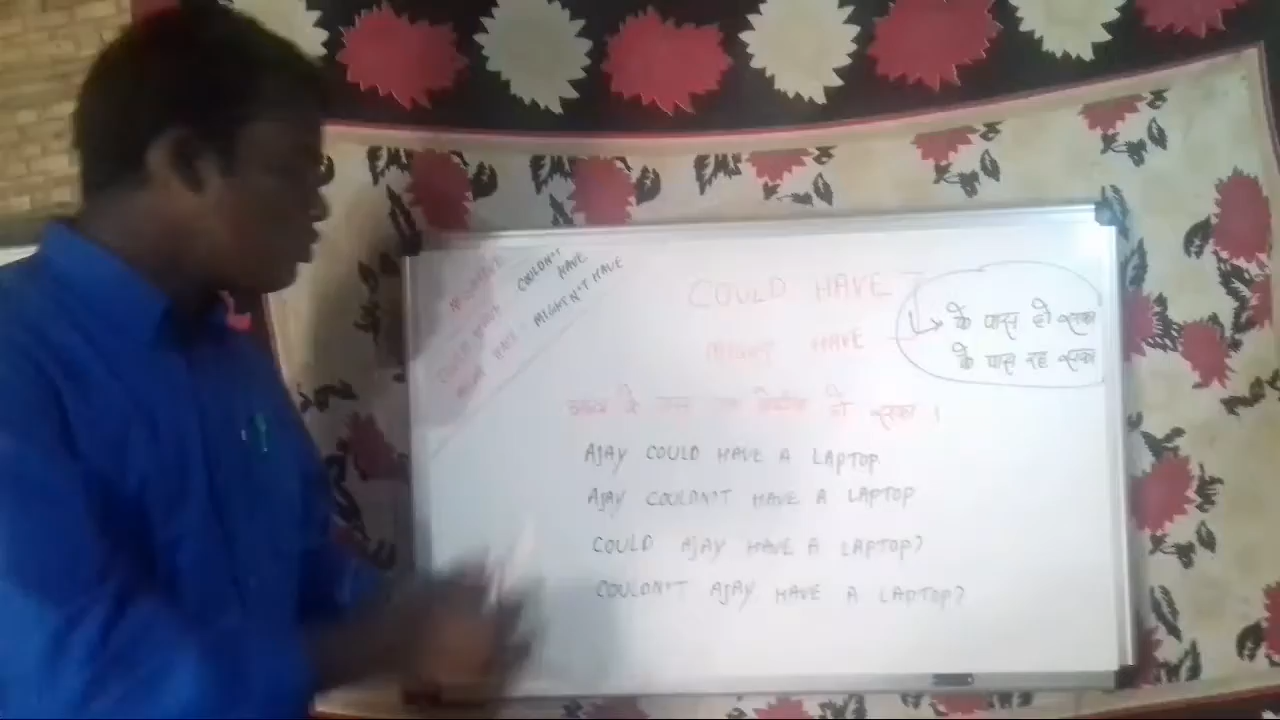 COULDN'T HAVE
MIGHTN'T HAVE
COULD HAVE
MIGHT HAVE
के पास हो सका
के पास रह सका
के हो सका ।
AJAY COULD HAVE A LAPTOP.
AJAY COULDN'T HAVE A LAPTOP
COULD AJAY HAVE A LAPTOP?
COULDN'T AJAY HAVE A LAPTOP?